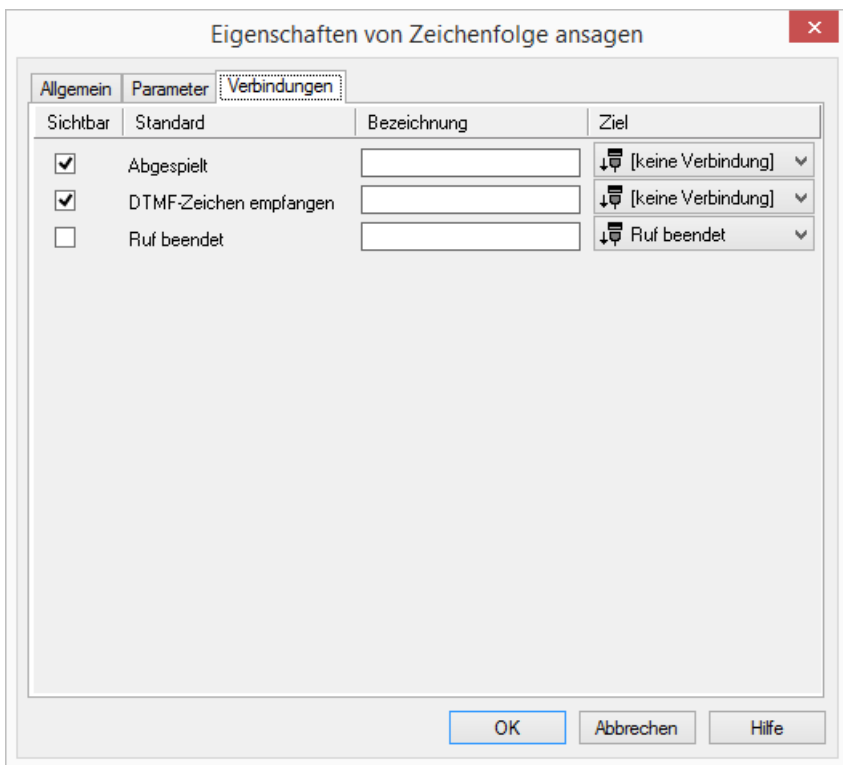 Eigenschaften von Zeichenfolge ansagen
Allgemein Parameter Verbindungen
Sichtbar Standard Bezeichnung Ziel
Abgespielt [keine Verbindung]
DTMF-Zeichen empfangen [keine Verbindung]
Ruf beendet Ruf beendet
OK Abbrechen Hilfe